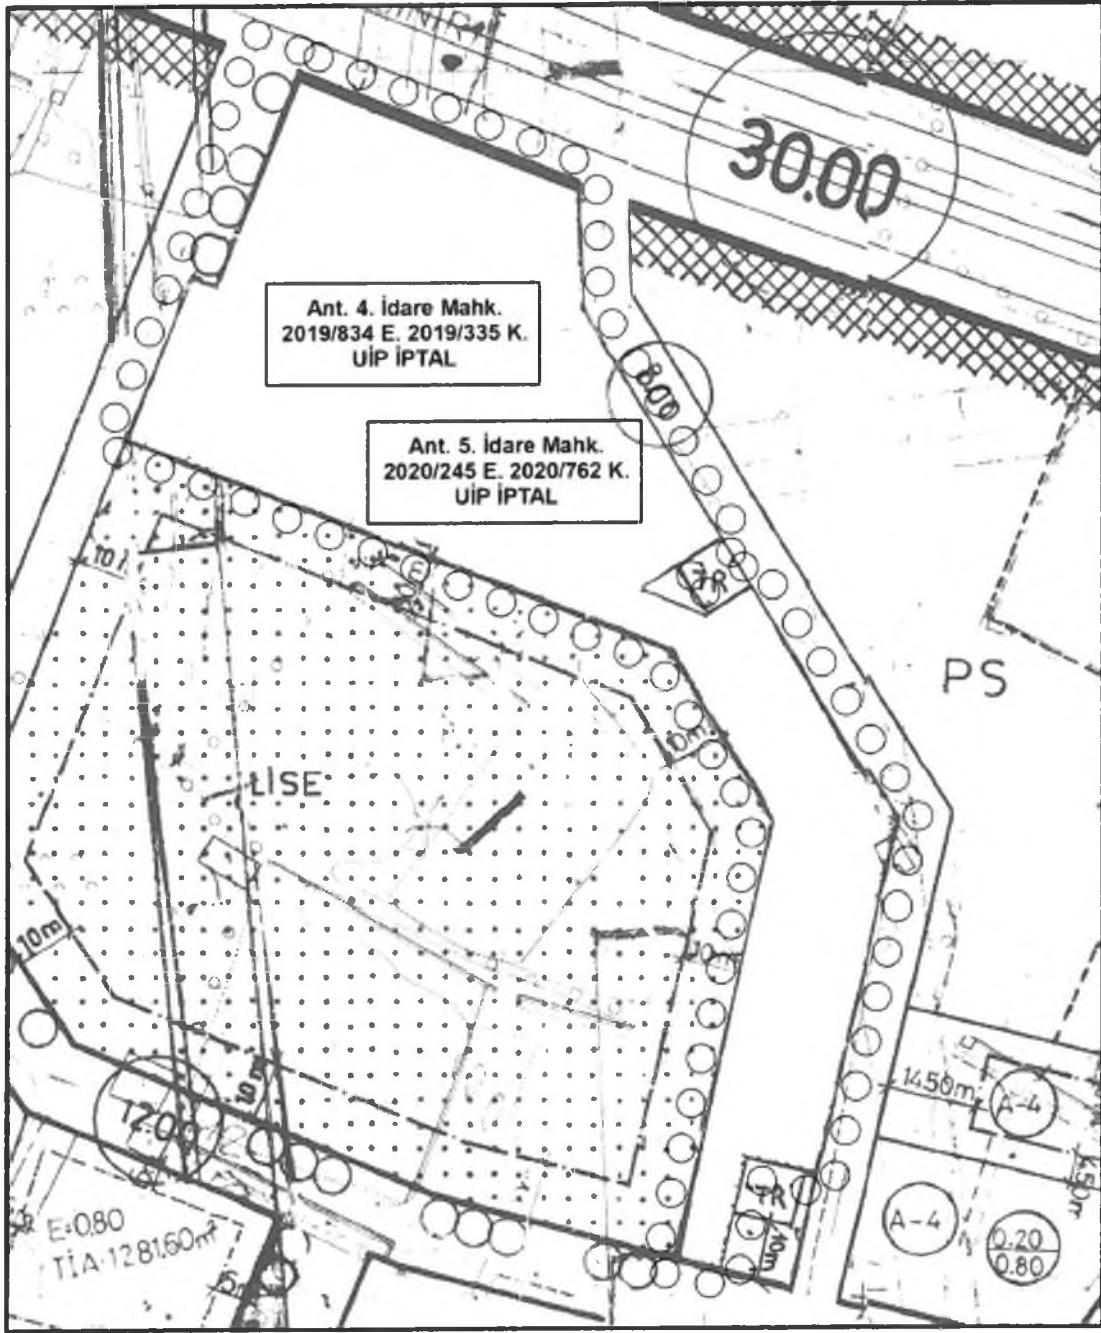 30.00
Ant. 4. İdare Mahk.
2019/834 E. 2019/335 K.
UİP İPTAL
8.00
Ant. 5. İdare Mahk.
2020/245 E. 2020/762 K.
UİP İPTAL
TR
PS
LİSE
10m
10m
10m
14.50m
A-4
12.00
TR
10m
A-4
0.20
0.80
E:0.80
TİA:1281.60m²
5m